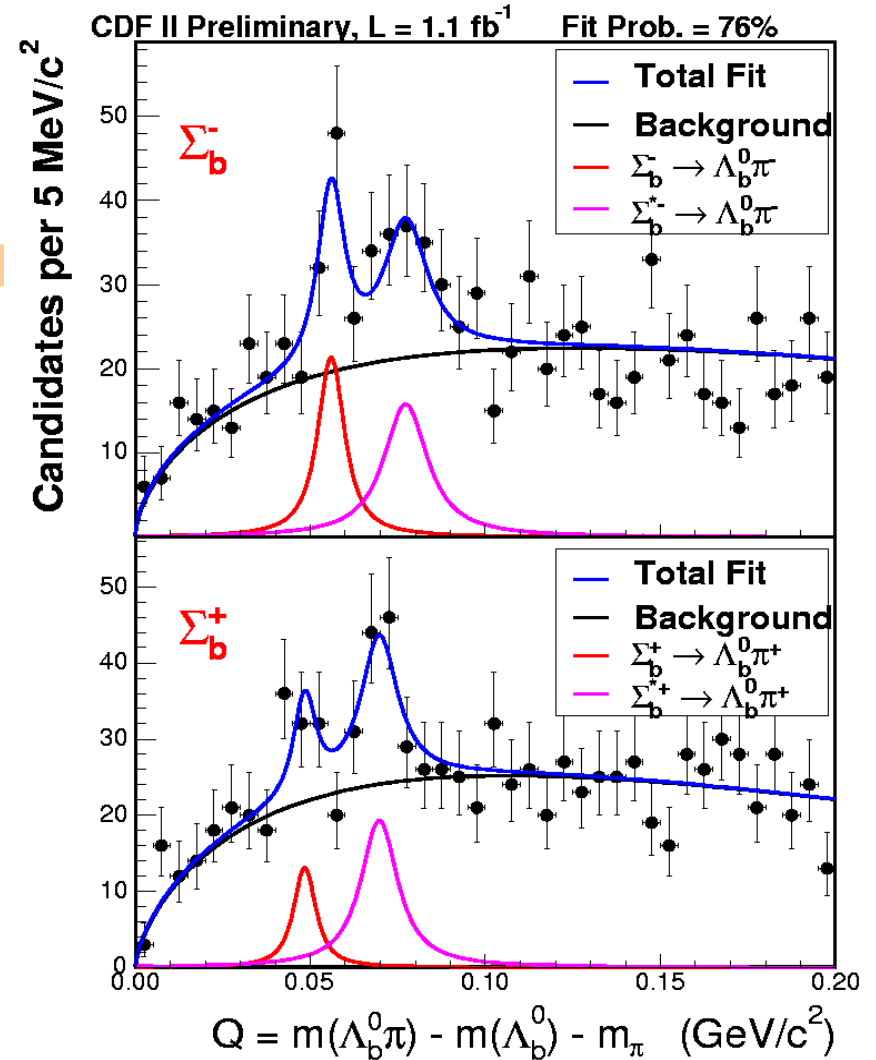 CDF II Preliminary, L = 1.1 fb⁻¹ Fit Prob. = 76%
Candidates per 5 MeV/c²
Σb⁻
Total Fit
Background
Σb⁻ → Λb⁰π⁻
Σb*⁻ → Λb⁰π⁻
50
40
30
20
10
Σb⁺
Total Fit
Background
Σb⁺ → Λb⁰π⁺
Σb*⁺ → Λb⁰π⁺
50
40
30
20
10
0
0.00 0.05 0.10 0.15 0.20
Q = m(Λb⁰π) - m(Λb⁰) - mπ (GeV/c²)